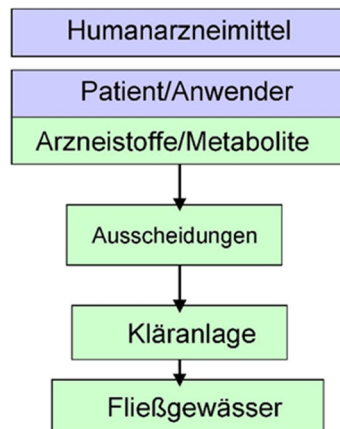 Humanarzneimittel
Patient/Anwender
Arzneistoffe/Metabolite
Ausscheidungen
Kläranlage
Fließgewässer